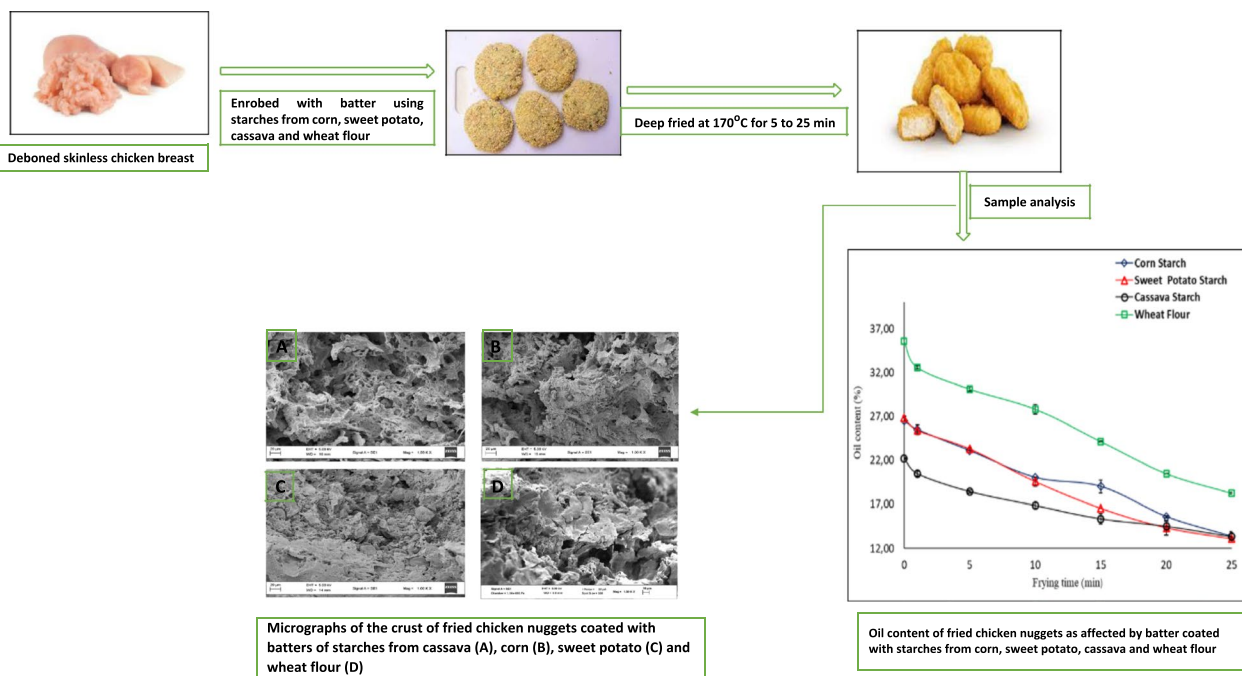 Deboned skinless chicken breast
Enrobed with batter using
starches from corn, sweet potato,
cassava and wheat flour
Deep fried at 170°C for 5 to 25 min
Sample analysis
Corn Starch
Sweet Potato Starch
Cassava Starch
Wheat Flour
37,00
32,00
27,00
22,00
17,00
12,00
Oil content (%)
0 5 10 15 20 25
Frying time (min)
A
B
C
D
Micrographs of the crust of fried chicken nuggets coated with
batters of starches from cassava (A), corn (B), sweet potato (C) and
wheat flour (D)
Oil content of fried chicken nuggets as affected by batter coated
with starches from corn, sweet potato, cassava and wheat flour